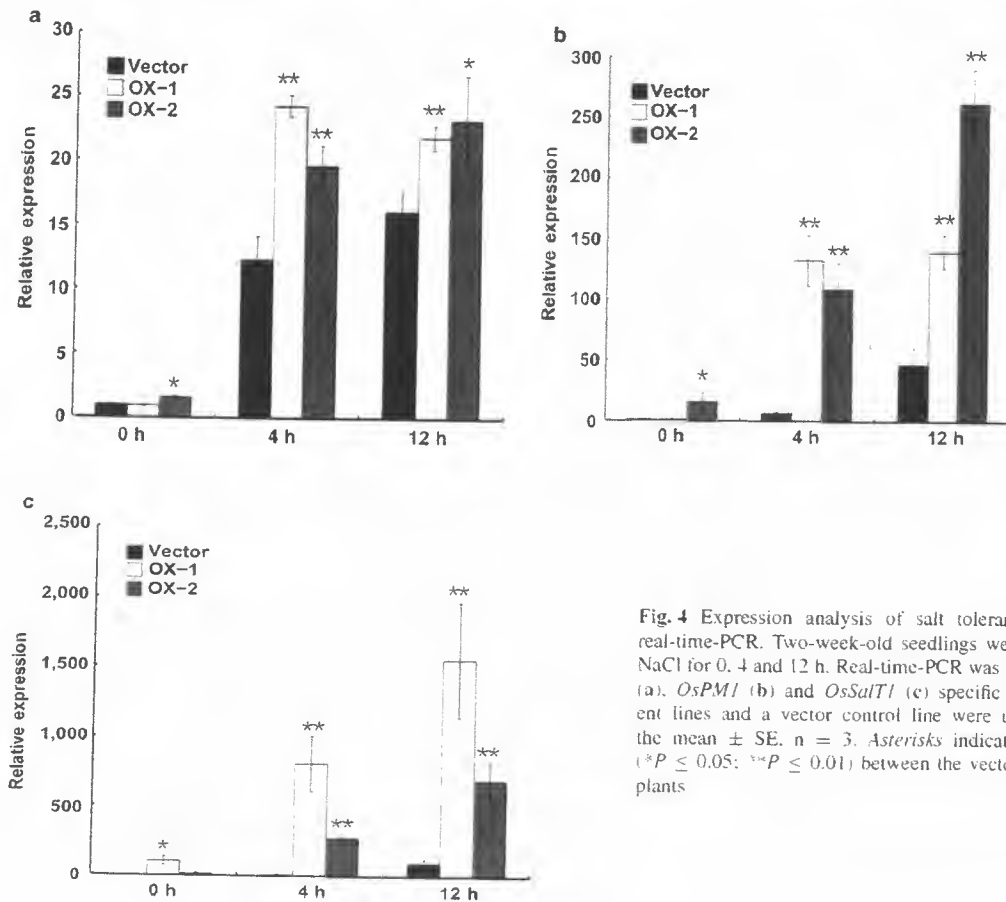 a
30
25
20
15
10
5
0
Relative expression
Vector
OX-1
OX-2
*
**
**
**
*
0 h
4 h
12 h
b
300
250
200
150
100
50
0
Relative expression
Vector
OX-1
OX-2
*
**
**
**
**
0 h
4 h
12 h
c
2,500
2,000
1,500
1,000
500
0
Relative expression
Vector
OX-1
OX-2
*
**
**
**
**
0 h
4 h
12 h
Fig. 4 Expression analysis of salt toleran
real-time-PCR. Two-week-old seedlings we
NaCl for 0, 4 and 12 h. Real-time-PCR was
(a), OsPM1 (b) and OsSalT1 (c) specific
ent lines and a vector control line were u
the mean ± SE, n = 3. Asterisks indicat
(*P ≤ 0.05; **P ≤ 0.01) between the vector
plants